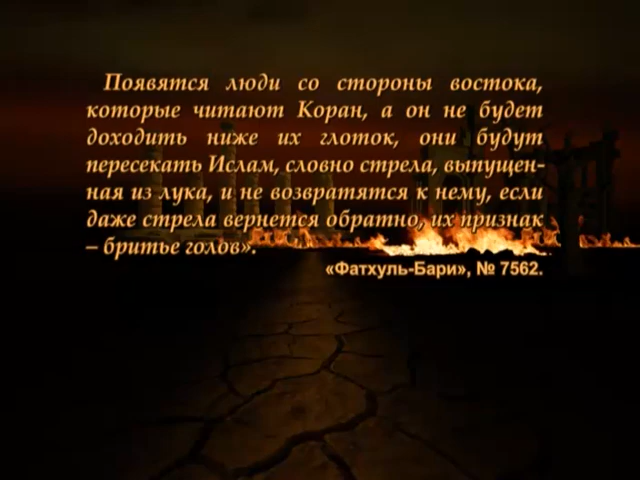 Появятся люди со стороны востока,
которые читают Коран, а он не будет
доходить ниже их глоток, они будут
пересекать Ислам, словно стрела, выпущен-
ная из лука, и не возвратятся к нему, если
даже стрела вернется обратно, их признак
– бритье голов».
«Фатхуль-Бари», № 7562.